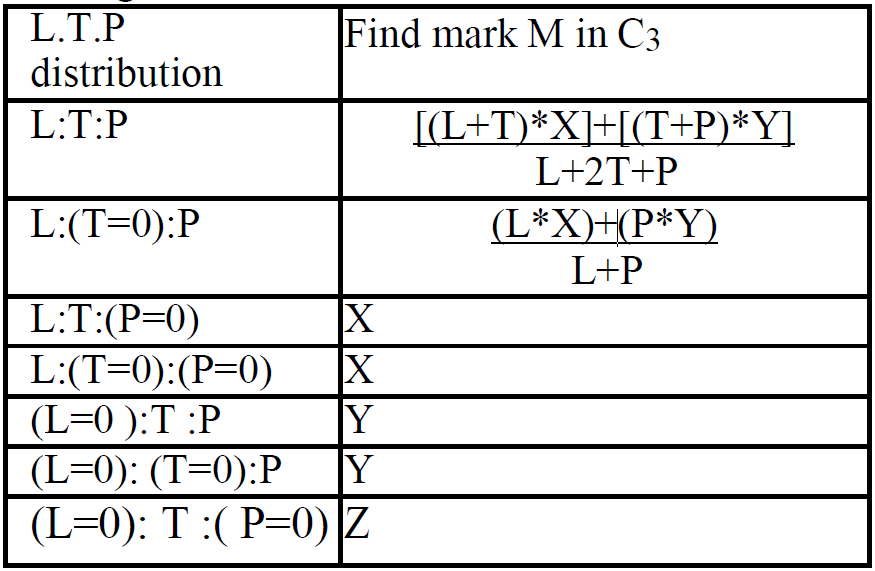 L.T.P
distribution
Find mark M in C3
L:T:P
[(L+T)*X]+[(T+P)*Y]
L+2T+P
L:(T=0):P
(L*X)+(P*Y)
L+P
L:T:(P=0)
X
L:(T=0):(P=0)
X
(L=0 ):T :P
Y
(L=0): (T=0):P
Y
(L=0): T :( P=0)
Z